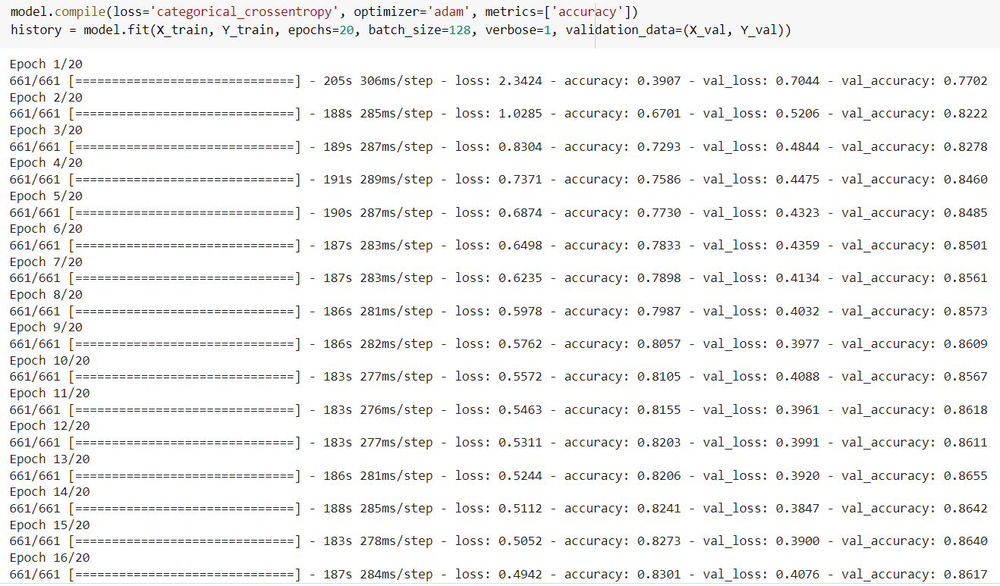 model.compile(loss='categorical_crossentropy', optimizer='adam', metrics=['accuracy'])
history = model.fit(X_train, Y_train, epochs=20, batch_size=128, verbose=1, validation_data=(X_val, Y_val))
Epoch 1/20
661/661 [==============================] - 205s 306ms/step - loss: 2.3424 - accuracy: 0.3907 - val_loss: 0.7044 - val_accuracy: 0.7702
Epoch 2/20
661/661 [==============================] - 188s 285ms/step - loss: 1.0285 - accuracy: 0.6701 - val_loss: 0.5206 - val_accuracy: 0.8222
Epoch 3/20
661/661 [==============================] - 189s 287ms/step - loss: 0.8304 - accuracy: 0.7293 - val_loss: 0.4844 - val_accuracy: 0.8278
Epoch 4/20
661/661 [==============================] - 191s 289ms/step - loss: 0.7371 - accuracy: 0.7586 - val_loss: 0.4475 - val_accuracy: 0.8460
Epoch 5/20
661/661 [==============================] - 190s 287ms/step - loss: 0.6874 - accuracy: 0.7730 - val_loss: 0.4323 - val_accuracy: 0.8485
Epoch 6/20
661/661 [==============================] - 187s 283ms/step - loss: 0.6498 - accuracy: 0.7833 - val_loss: 0.4359 - val_accuracy: 0.8501
Epoch 7/20
661/661 [==============================] - 187s 283ms/step - loss: 0.6235 - accuracy: 0.7898 - val_loss: 0.4134 - val_accuracy: 0.8561
Epoch 8/20
661/661 [==============================] - 186s 281ms/step - loss: 0.5978 - accuracy: 0.7987 - val_loss: 0.4032 - val_accuracy: 0.8573
Epoch 9/20
661/661 [==============================] - 186s 282ms/step - loss: 0.5762 - accuracy: 0.8057 - val_loss: 0.3977 - val_accuracy: 0.8609
Epoch 10/20
661/661 [==============================] - 183s 277ms/step - loss: 0.5572 - accuracy: 0.8105 - val_loss: 0.4088 - val_accuracy: 0.8567
Epoch 11/20
661/661 [==============================] - 183s 276ms/step - loss: 0.5463 - accuracy: 0.8155 - val_loss: 0.3961 - val_accuracy: 0.8618
Epoch 12/20
661/661 [==============================] - 183s 277ms/step - loss: 0.5311 - accuracy: 0.8203 - val_loss: 0.3991 - val_accuracy: 0.8611
Epoch 13/20
661/661 [==============================] - 186s 281ms/step - loss: 0.5244 - accuracy: 0.8206 - val_loss: 0.3920 - val_accuracy: 0.8655
Epoch 14/20
661/661 [==============================] - 188s 285ms/step - loss: 0.5112 - accuracy: 0.8241 - val_loss: 0.3847 - val_accuracy: 0.8642
Epoch 15/20
661/661 [==============================] - 183s 278ms/step - loss: 0.5052 - accuracy: 0.8273 - val_loss: 0.3900 - val_accuracy: 0.8640
Epoch 16/20
661/661 [==============================] - 187s 284ms/step - loss: 0.4942 - accuracy: 0.8301 - val_loss: 0.4076 - val_accuracy: 0.8617